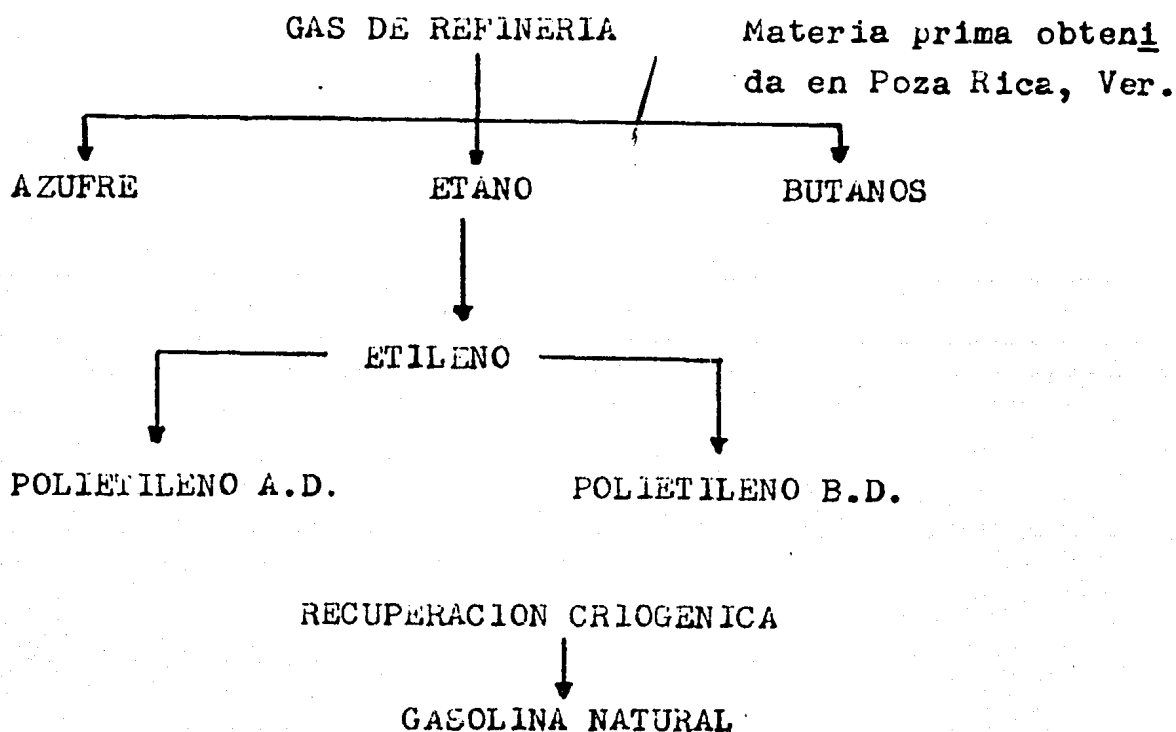 GAS DE REFINERIA
Materia prima obteni
da en Poza Rica, Ver.
AZUFRE ETANO BUTANOS
ETILENO
POLIETILENO A.D. POLIETILENO B.D.
RECUPERACION CRIOGENICA
GASOLINA NATURAL